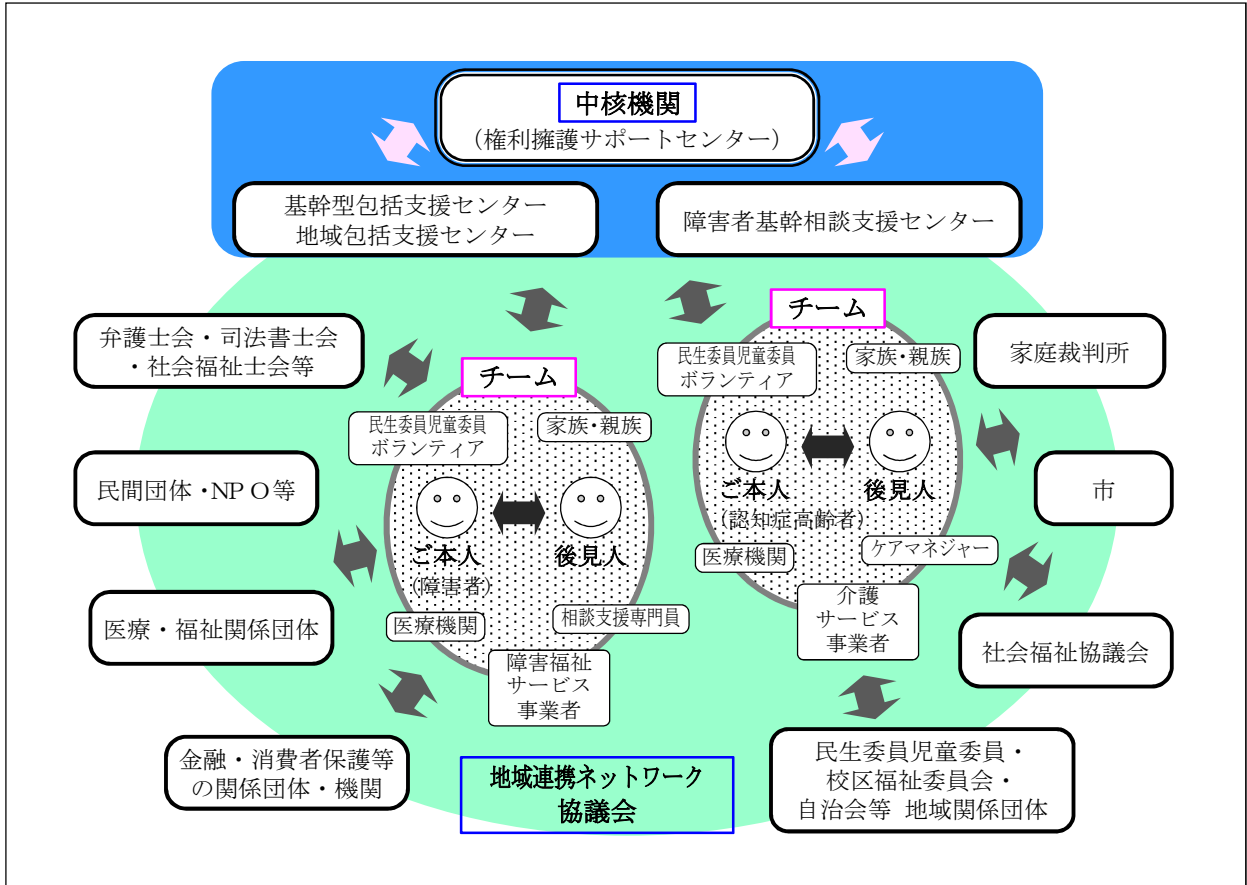 中核機関
（権利擁護サポートセンター）
基幹型包括支援センター
地域包括支援センター
障害者基幹相談支援センター
弁護士会・司法書士会
・社会福祉士会等
民間団体・NPO等
医療・福祉関係団体
金融・消費者保護等
の関係団体・機関
チーム
民生委員児童委員
ボランティア
家族・親族
ご本人
(障害者)
後見人
医療機関
相談支援専門員
障害福祉
サービス
事業者
チーム
民生委員児童委員
ボランティア
家族・親族
ご本人
(認知症高齢者)
後見人
医療機関
ケアマネジャー
介護
サービス
事業者
家庭裁判所
市
社会福祉協議会
民生委員児童委員・
校区福祉委員会・
自治会等 地域関係団体
地域連携ネットワーク
協議会